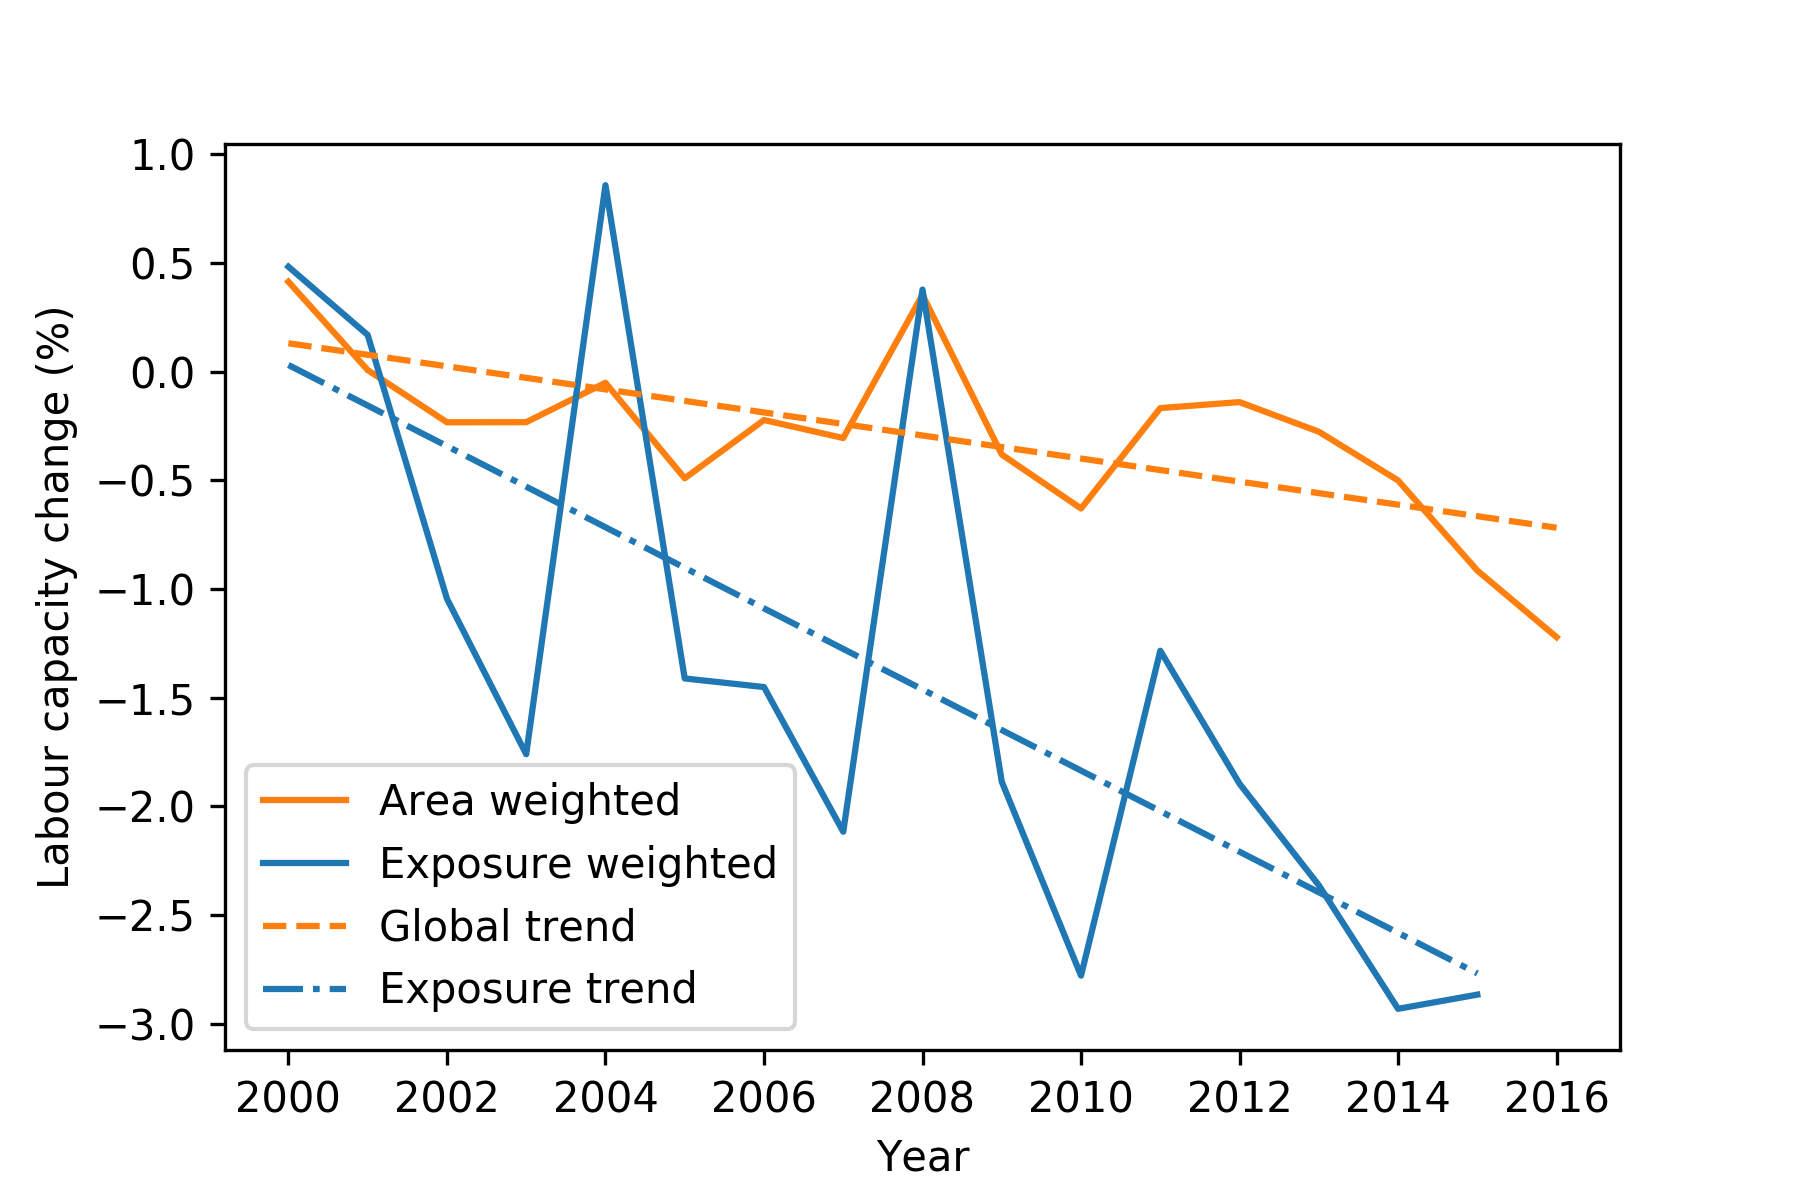 1.0
0.5
0.0
−0.5
−1.0
−1.5
−2.0
−2.5
−3.0
Labour capacity change (%)
Area weighted
Exposure weighted
Global trend
Exposure trend
2000 2002 2004 2006 2008 2010 2012 2014 2016
Year